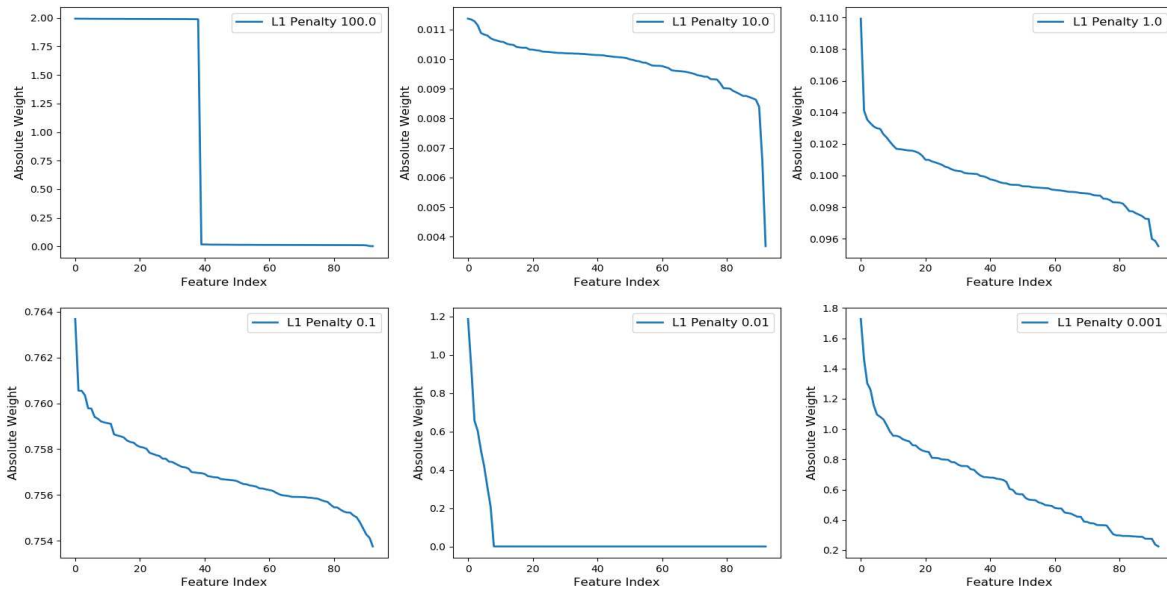 L1 Penalty 100.0
2.00
1.75
1.50
1.25
1.00
0.75
0.50
0.25
0.00
Absolute Weight
0 20 40 60 80
Feature Index
L1 Penalty 10.0
0.011
0.010
0.009
0.008
0.007
0.006
0.005
0.004
Absolute Weight
0 20 40 60 80
Feature Index
L1 Penalty 1.0
0.110
0.108
0.106
0.104
0.102
0.100
0.098
0.096
Absolute Weight
0 20 40 60 80
Feature Index
L1 Penalty 0.1
0.764
0.762
0.760
0.758
0.756
0.754
Absolute Weight
0 20 40 60 80
Feature Index
L1 Penalty 0.01
1.2
1.0
0.8
0.6
0.4
0.2
0.0
Absolute Weight
0 20 40 60 80
Feature Index
L1 Penalty 0.001
1.8
1.6
1.4
1.2
1.0
0.8
0.6
0.4
0.2
Absolute Weight
0 20 40 60 80
Feature Index